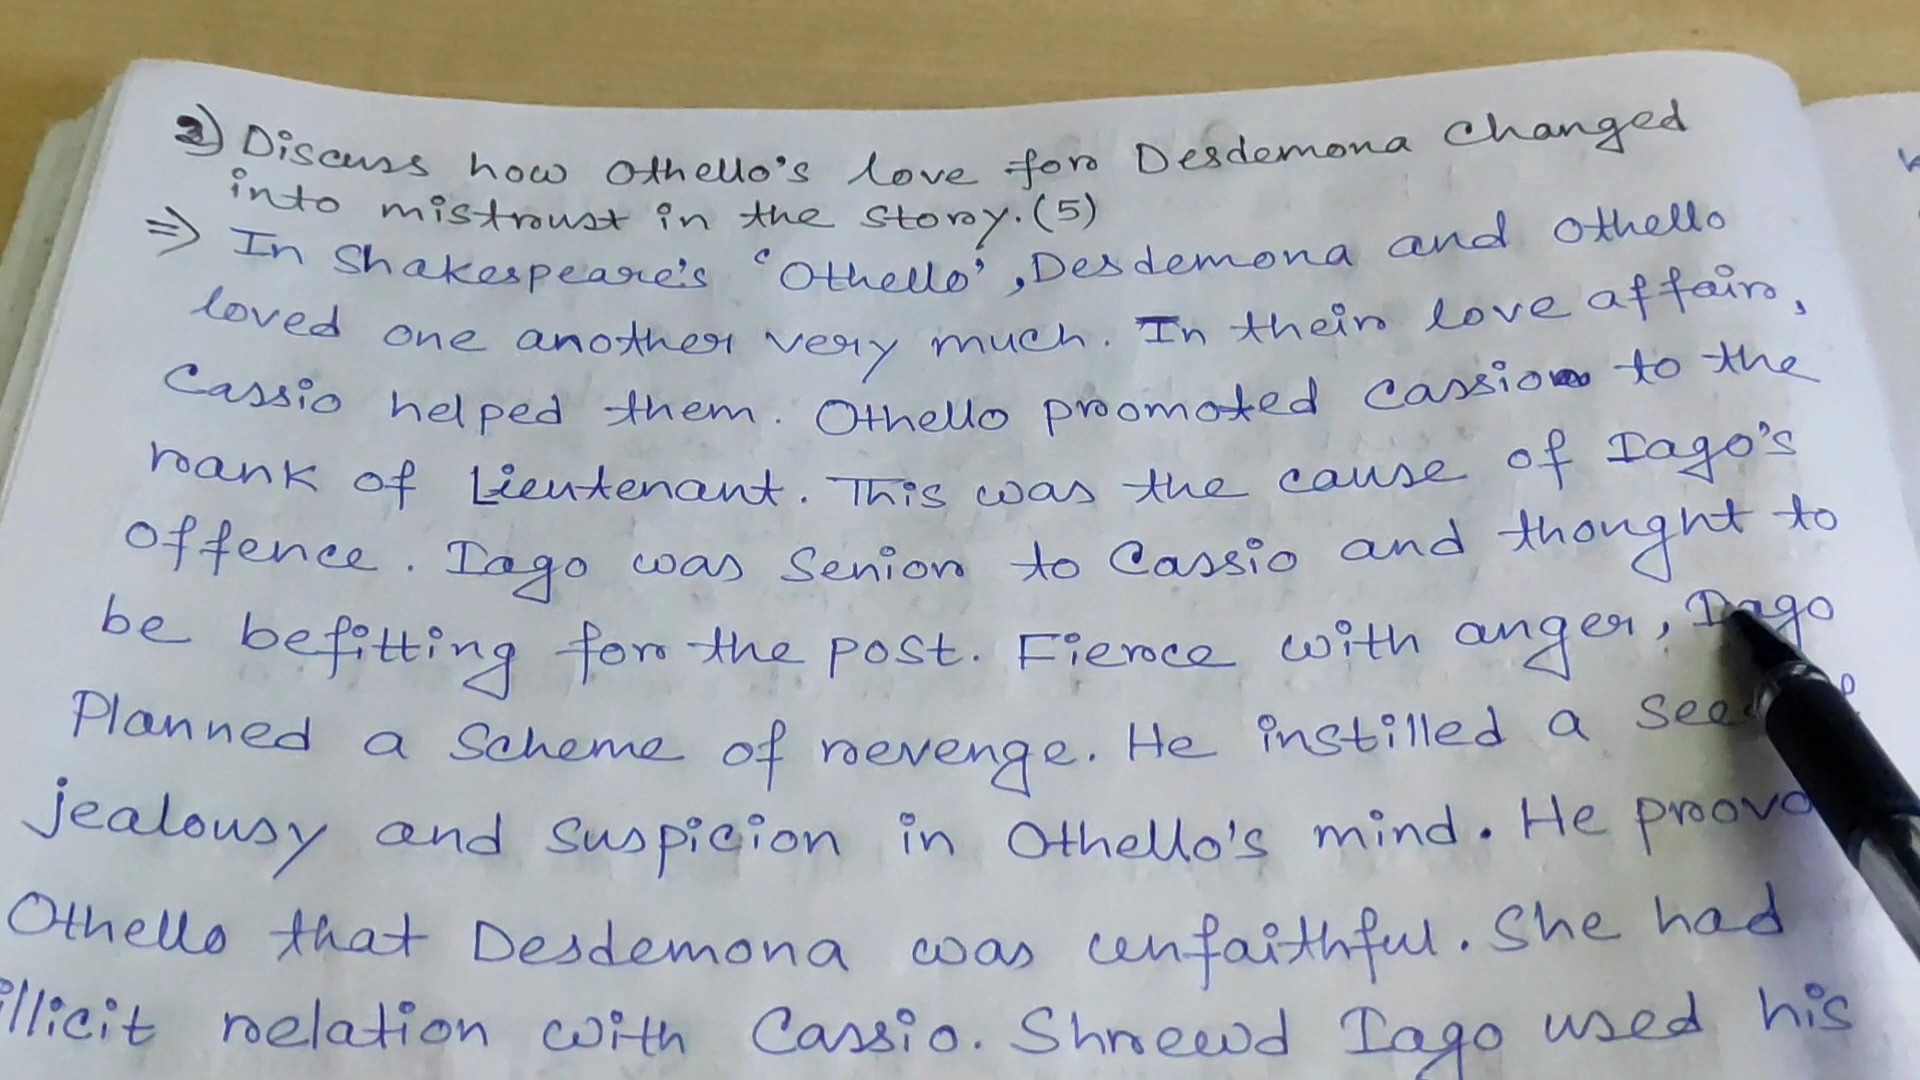 2) Discuss how Othello's love for Desdemona Changed
into mistrust in the story. (5)
⇒ In Shakespeare's 'Othello', Desdemona and Othello
loved one another very much. In their love affair,
Cassio helped them. Othello promoted Cassio to the
rank of Lieutenant. This was the cause of Iago's
offence. Iago was Senior to Cassio and thought to
be befitting for the post. Fierce with anger, Iago
Planned a Scheme of revenge. He instilled a
jealousy and suspicion in Othello's mind. He
Othello that Desdemona was unfaithful. She had
illicit relation with Cassio. Shrewd Iago used his